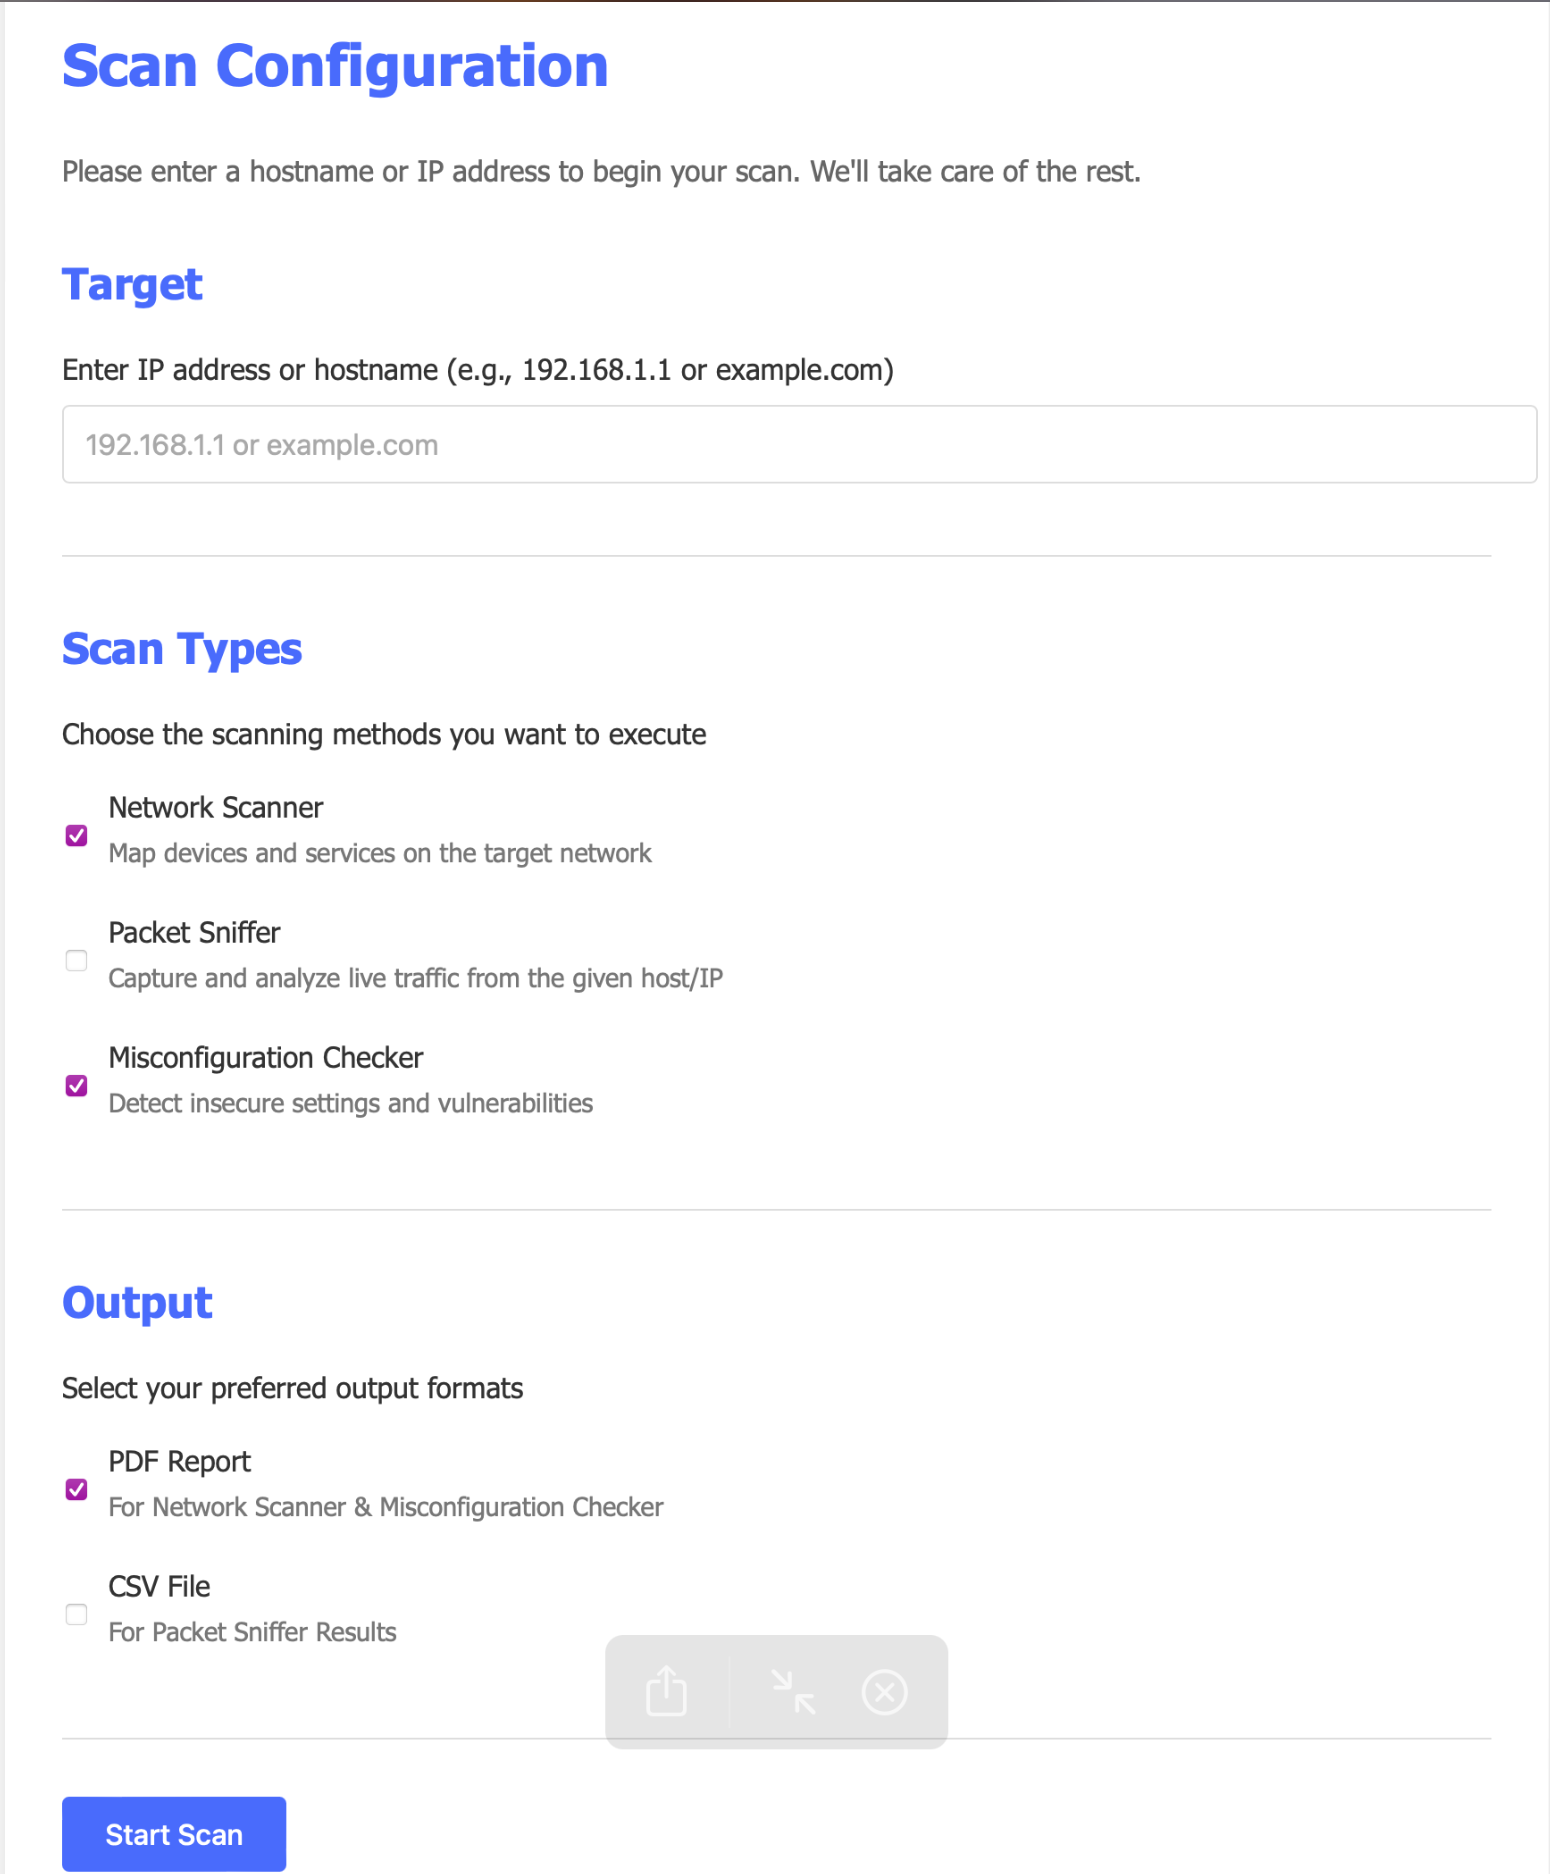 Scan Configuration
Please enter a hostname or IP address to begin your scan. We'll take care of the rest.
Target
Enter IP address or hostname (e.g., 192.168.1.1 or example.com)
192.168.1.1 or example.com
Scan Types
Choose the scanning methods you want to execute
Network Scanner
Map devices and services on the target network
Packet Sniffer
Capture and analyze live traffic from the given host/IP
Misconfiguration Checker
Detect insecure settings and vulnerabilities
Output
Select your preferred output formats
PDF Report
For Network Scanner & Misconfiguration Checker
CSV File
For Packet Sniffer Results
Start Scan